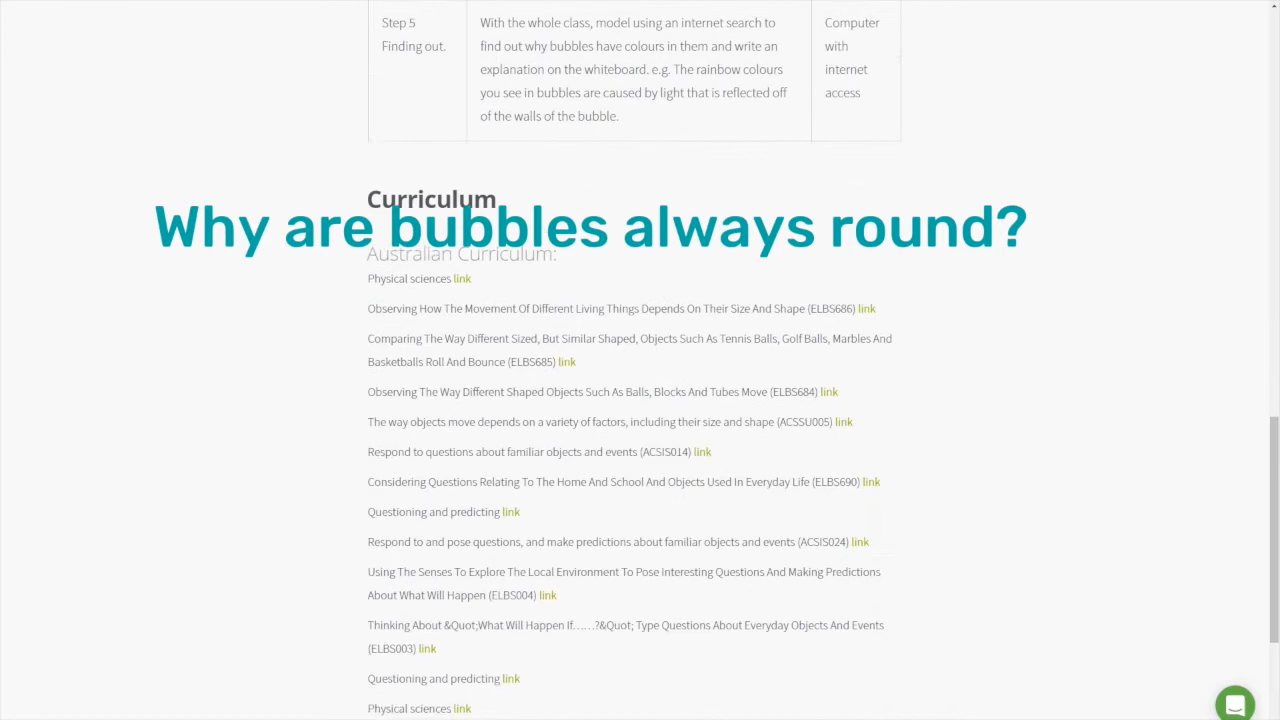 Step 5
Finding out.
With the whole class, model using an internet search to
find out why bubbles have colours in them and write an
explanation on the whiteboard. e.g. The rainbow colours
you see in bubbles are caused by light that is reflected off
of the walls of the bubble.
Computer
with
internet
access
Curriculum
Why are bubbles always round?
Australian Curriculum:
Physical sciences link
Observing How The Movement Of Different Living Things Depends On Their Size And Shape (ELBS686) link
Comparing The Way Different Sized, But Similar Shaped, Objects Such As Tennis Balls, Golf Balls, Marbles And
Basketballs Roll And Bounce (ELBS685) link
Observing The Way Different Shaped Objects Such As Balls, Blocks And Tubes Move (ELBS684) link
The way objects move depends on a variety of factors, including their size and shape (ACSSU005) link
Respond to questions about familiar objects and events (ACSIS014) link
Considering Questions Relating To The Home And School And Objects Used In Everyday Life (ELBS690) link
Questioning and predicting link
Respond to and pose questions, and make predictions about familiar objects and events (ACSIS024) link
Using The Senses To Explore The Local Environment To Pose Interesting Questions And Making Predictions
About What Will Happen (ELBS004) link
Thinking About &Quot;What Will Happen If……?&Quot; Type Questions About Everyday Objects And Events
(ELBS003) link
Questioning and predicting link
Physical sciences link